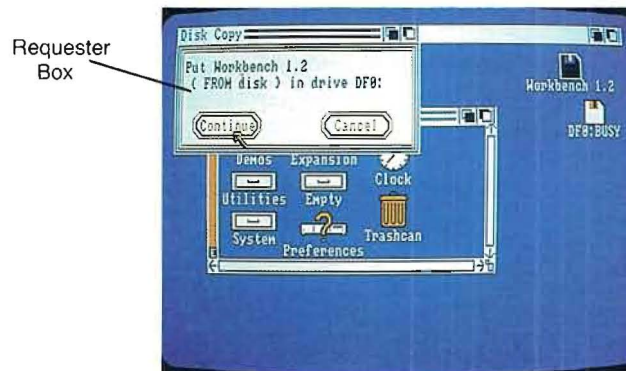 Requester
Box
Disk Copy
Put Workbench 1.2
( FROM disk ) in drive DF0:
Continue
Cancel
Workbench 1.2
DF0:BUSY
Demos
Expansion
Clock
Utilities
Empty
System
Preferences
Trashcan